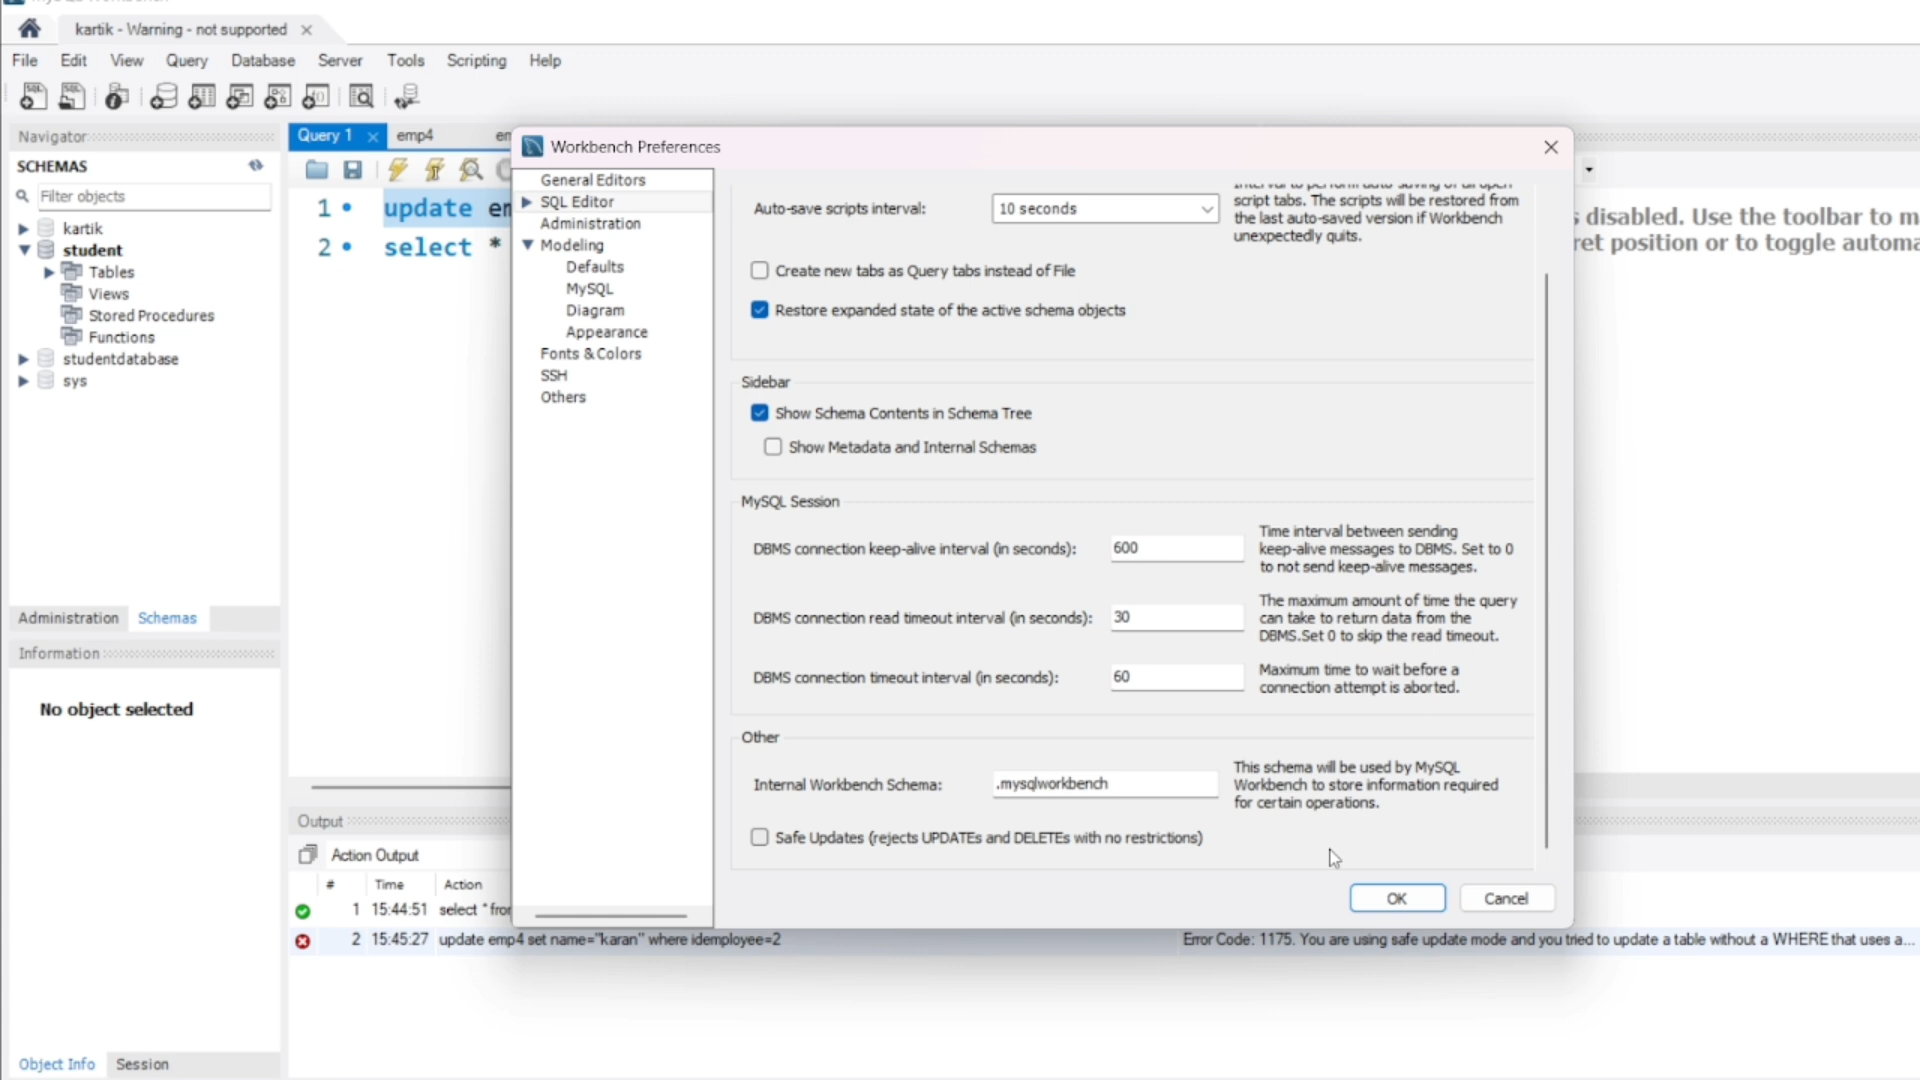 kartik - Warning - not supported
File Edit View Query Database Server Tools Scripting Help
Navigator
SCHEMAS
Filter objects
kartik
student
Tables
Views
Stored Procedures
Functions
studentdatabase
sys
Administration Schemas
Information
No object selected
Object Info Session
Query 1 emp4
1 update em
2 select *
s disabled. Use the toolbar to m
ret position or to toggle automa
Workbench Preferences
General Editors
SQL Editor
Administration
Modeling
Defaults
MySQL
Diagram
Appearance
Fonts & Colors
SSH
Others
Auto-save scripts interval: 10 seconds
Interval to perform auto-saving of all open
script tabs. The scripts will be restored from
the last auto-saved version if Workbench
unexpectedly quits.
Create new tabs as Query tabs instead of File
Restore expanded state of the active schema objects
Sidebar
Show Schema Contents in Schema Tree
Show Metadata and Internal Schemas
MySQL Session
DBMS connection keep-alive interval (in seconds): 600
Time interval between sending
keep-alive messages to DBMS. Set to 0
to not send keep-alive messages.
DBMS connection read timeout interval (in seconds): 30
The maximum amount of time the query
can take to return data from the
DBMS.Set 0 to skip the read timeout.
DBMS connection timeout interval (in seconds): 60
Maximum time to wait before a
connection attempt is aborted.
Other
Internal Workbench Schema: .mysqlworkbench
This schema will be used by MySQL
Workbench to store information required
for certain operations.
Safe Updates (rejects UPDATEs and DELETEs with no restrictions)
OK Cancel
Output
Action Output
# Time Action
1 15:44:51 select * fro
2 15:45:27 update emp4 set name="karan" where idemployee=2 Error Code: 1175. You are using safe update mode and you tried to update a table without a WHERE that uses a...